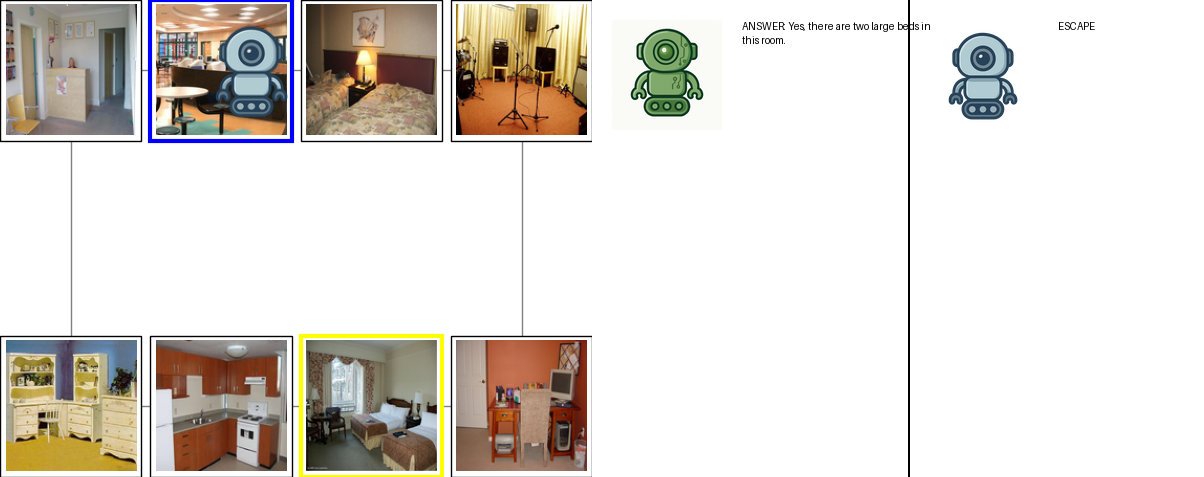 ANSWER: Yes, there are two large beds in
this room.
ESCAPE